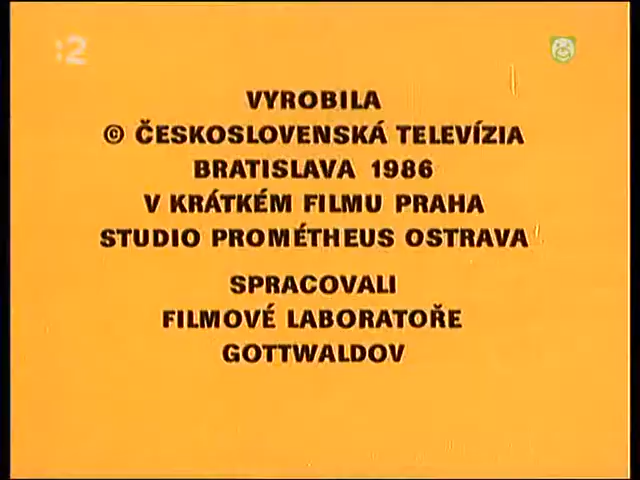 :2
VYROBILA
© ČESKOSLOVENSKÁ TELEVÍZIA
BRATISLAVA 1986
V KRÁTKÉM FILMU PRAHA
STUDIO PROMÉTHEUS OSTRAVA
SPRACOVALI
FILMOVÉ LABORATOŘE
GOTTWALDOV